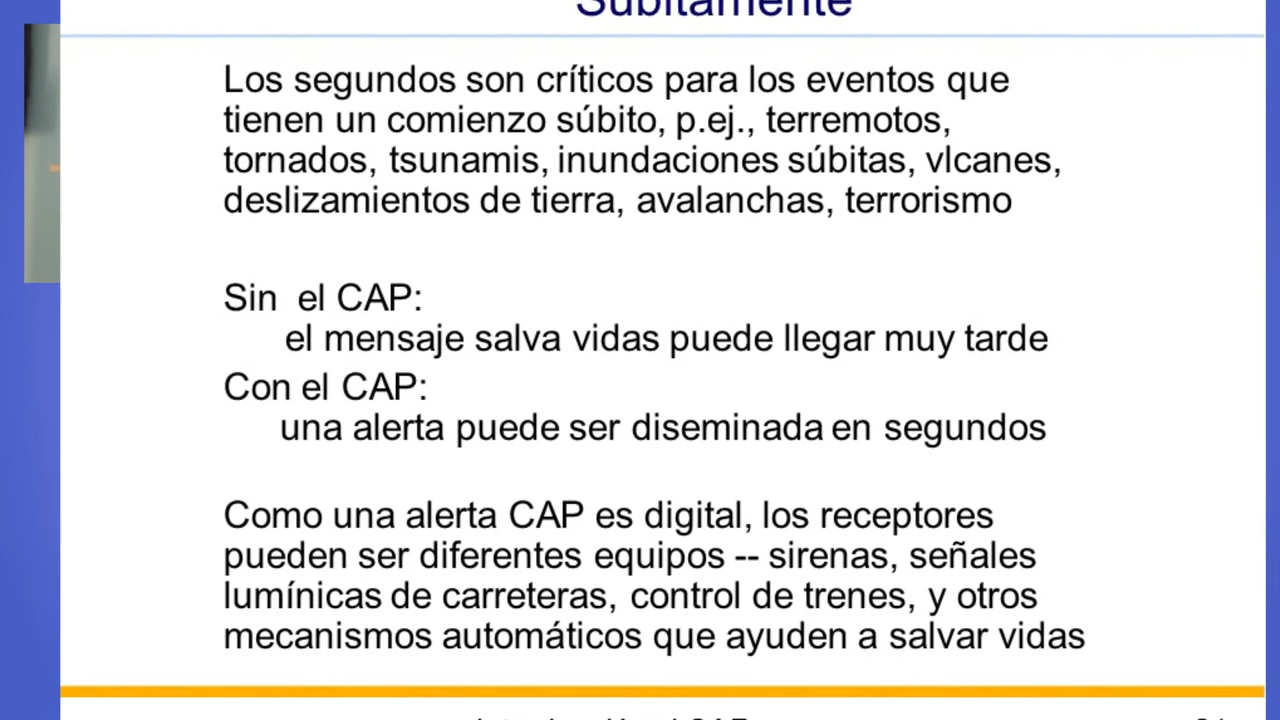 Súbitamente
Los segundos son críticos para los eventos que
tienen un comienzo súbito, p.ej., terremotos,
tornados, tsunamis, inundaciones súbitas, vlcanes,
deslizamientos de tierra, avalanchas, terrorismo
Sin el CAP:
el mensaje salva vidas puede llegar muy tarde
Con el CAP:
una alerta puede ser diseminada en segundos
Como una alerta CAP es digital, los receptores
pueden ser diferentes equipos -- sirenas, señales
lumínicas de carreteras, control de trenes, y otros
mecanismos automáticos que ayuden a salvar vidas